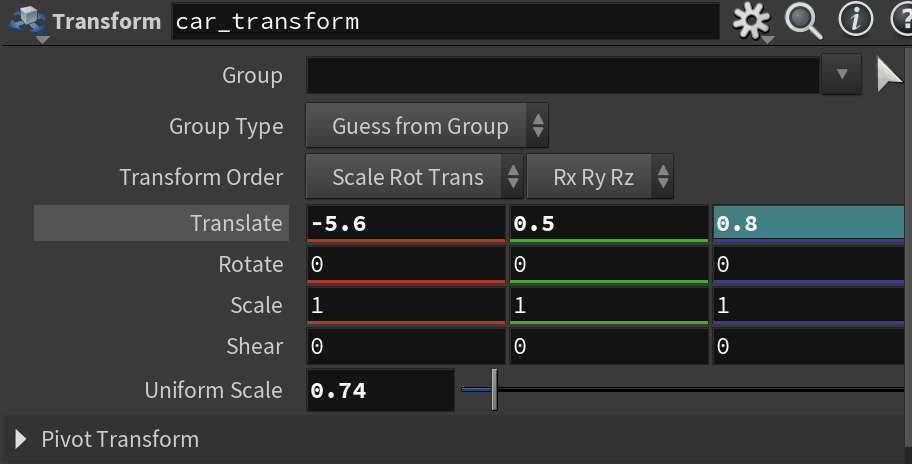 Transform car_transform
Group
Group Type Guess from Group
Transform Order Scale Rot Trans Rx Ry Rz
Translate -5.6 0.5 0.8
Rotate 0 0 0
Scale 1 1 1
Shear 0 0 0
Uniform Scale 0.74
Pivot Transform